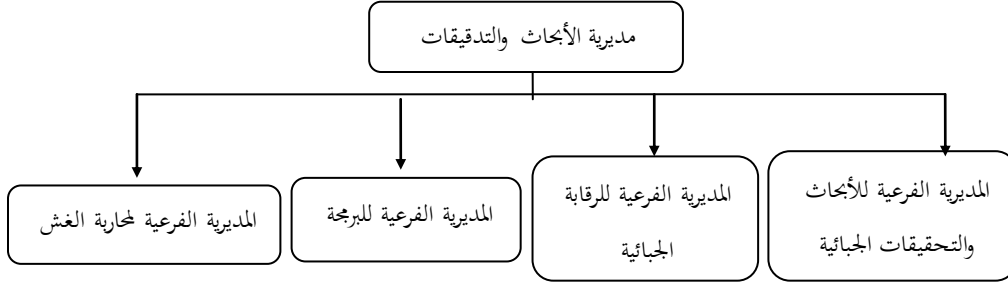 مديرية الأبحاث والتدقيقات
المديرية الفرعية للأبحاث
والتحقيقات الجبائية
المديرية الفرعية للرقابة
الجبائية
المديرية الفرعية للبرمجة
المديرية الفرعية لمحاربة الغش